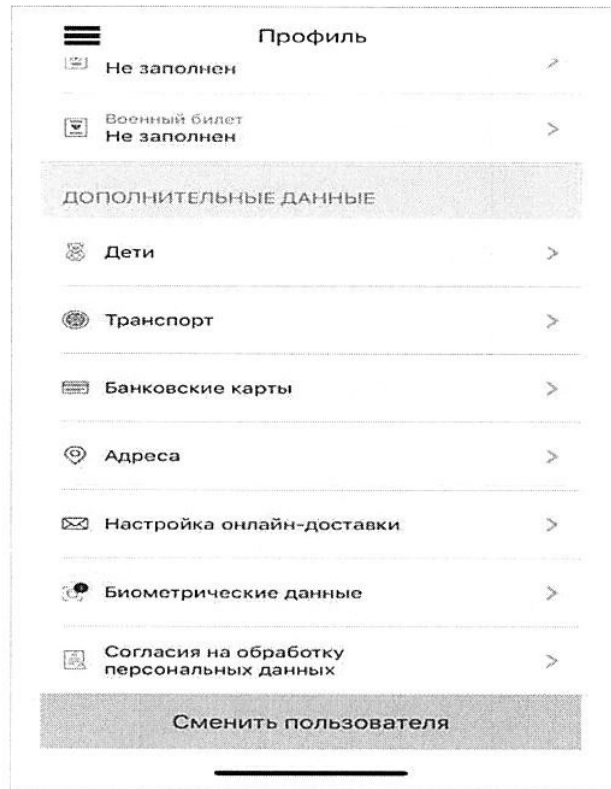 Профиль
Не заполнен
Военный билет
Не заполнен
ДОПОЛНИТЕЛЬНЫЕ ДАННЫЕ
Дети
Транспорт
Банковские карты
Адреса
Настройка онлайн-доставки
Биометрические данные
Согласия на обработку
персональных данных
Сменить пользователя